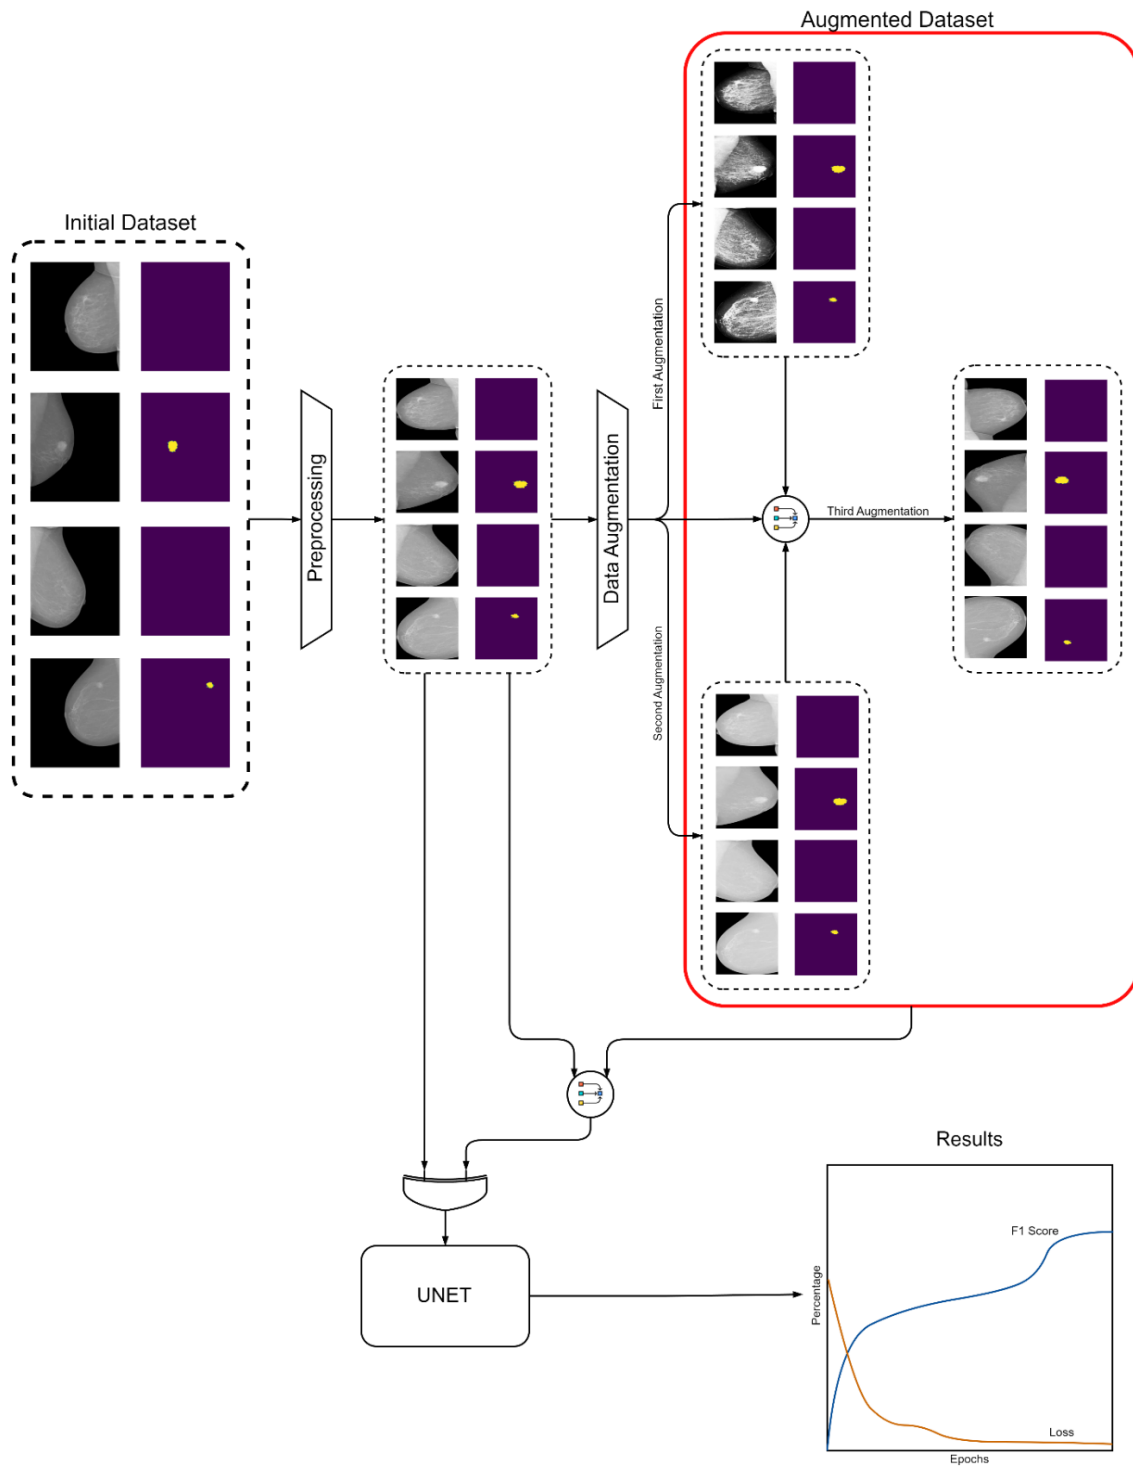 Augmented Dataset
Initial Dataset
First Augmentation
Preprocessing
Data Augmentation
Third Augmentation
Second Augmentation
Results
F1 Score
Percentage
UNET
Loss
Epochs